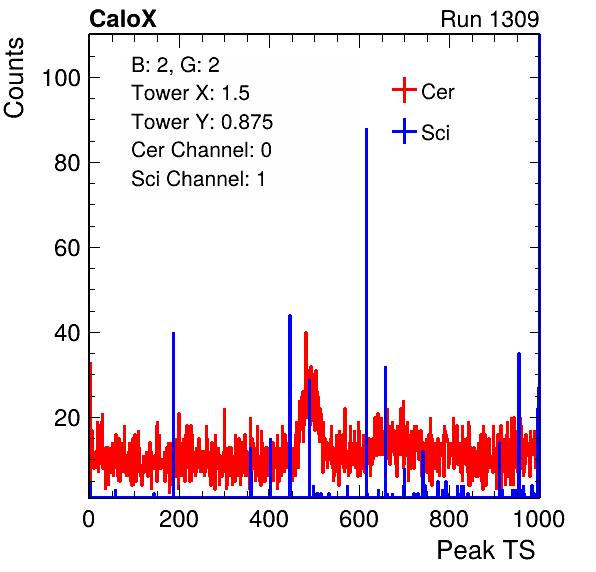 CaloX Run 1309
B: 2, G: 2
Tower X: 1.5
Tower Y: 0.875
Cer Channel: 0
Sci Channel: 1
Cer
Sci
Counts
100
80
60
40
20
0 200 400 600 800 1000
Peak TS